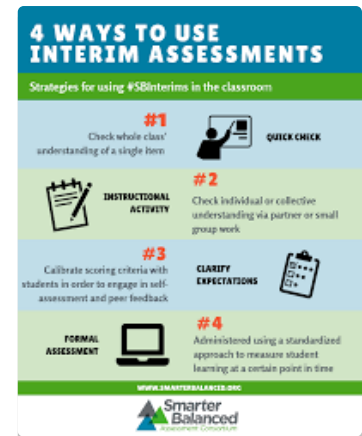 4 WAYS TO USE
INTERIM ASSESSMENTS
Strategies for using #SBInterims in the classroom
#1
Check whole class'
understanding of a single item
QUICK CHECK
INSTRUCTIONAL
ACTIVITY
#2
Check individual or collective
understanding via partner or small
group work
#3
Calibrate scoring criteria with
students in order to engage in self-
assessment and peer feedback
CLARIFY
EXPECTATIONS
FORMAL
ASSESSMENT
#4
Administered using a standardized
approach to measure student
learning at a certain point in time
WWW.SMARTERBALANCED.ORG
Smarter
Balanced
Assessment Consortium